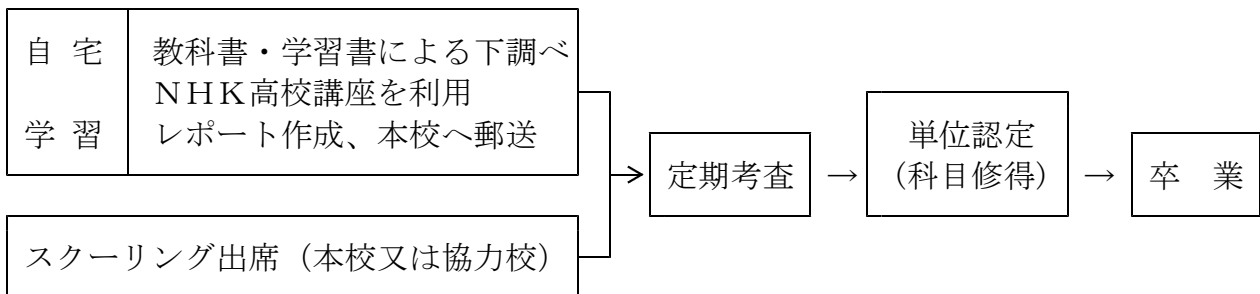 自 宅
学 習
教科書・学習書による下調べ
NHK高校講座を利用
レポート作成、本校へ郵送
スクーリング出席（本校又は協力校）
定期考査
→
単位認定
（科目修得）
→
卒 業